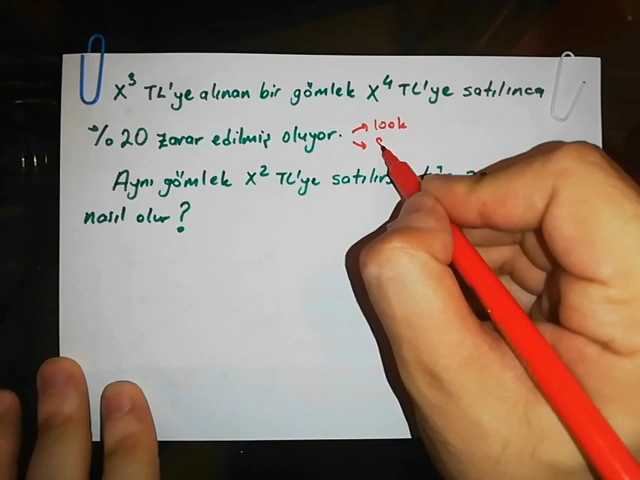 X³ TL'ye alınan bir gömlek X⁴ TL'ye satılınca
% 20 zarar edilmiş oluyor. → 100k
→
Aynı gömlek X² TL'ye
nasıl olur?